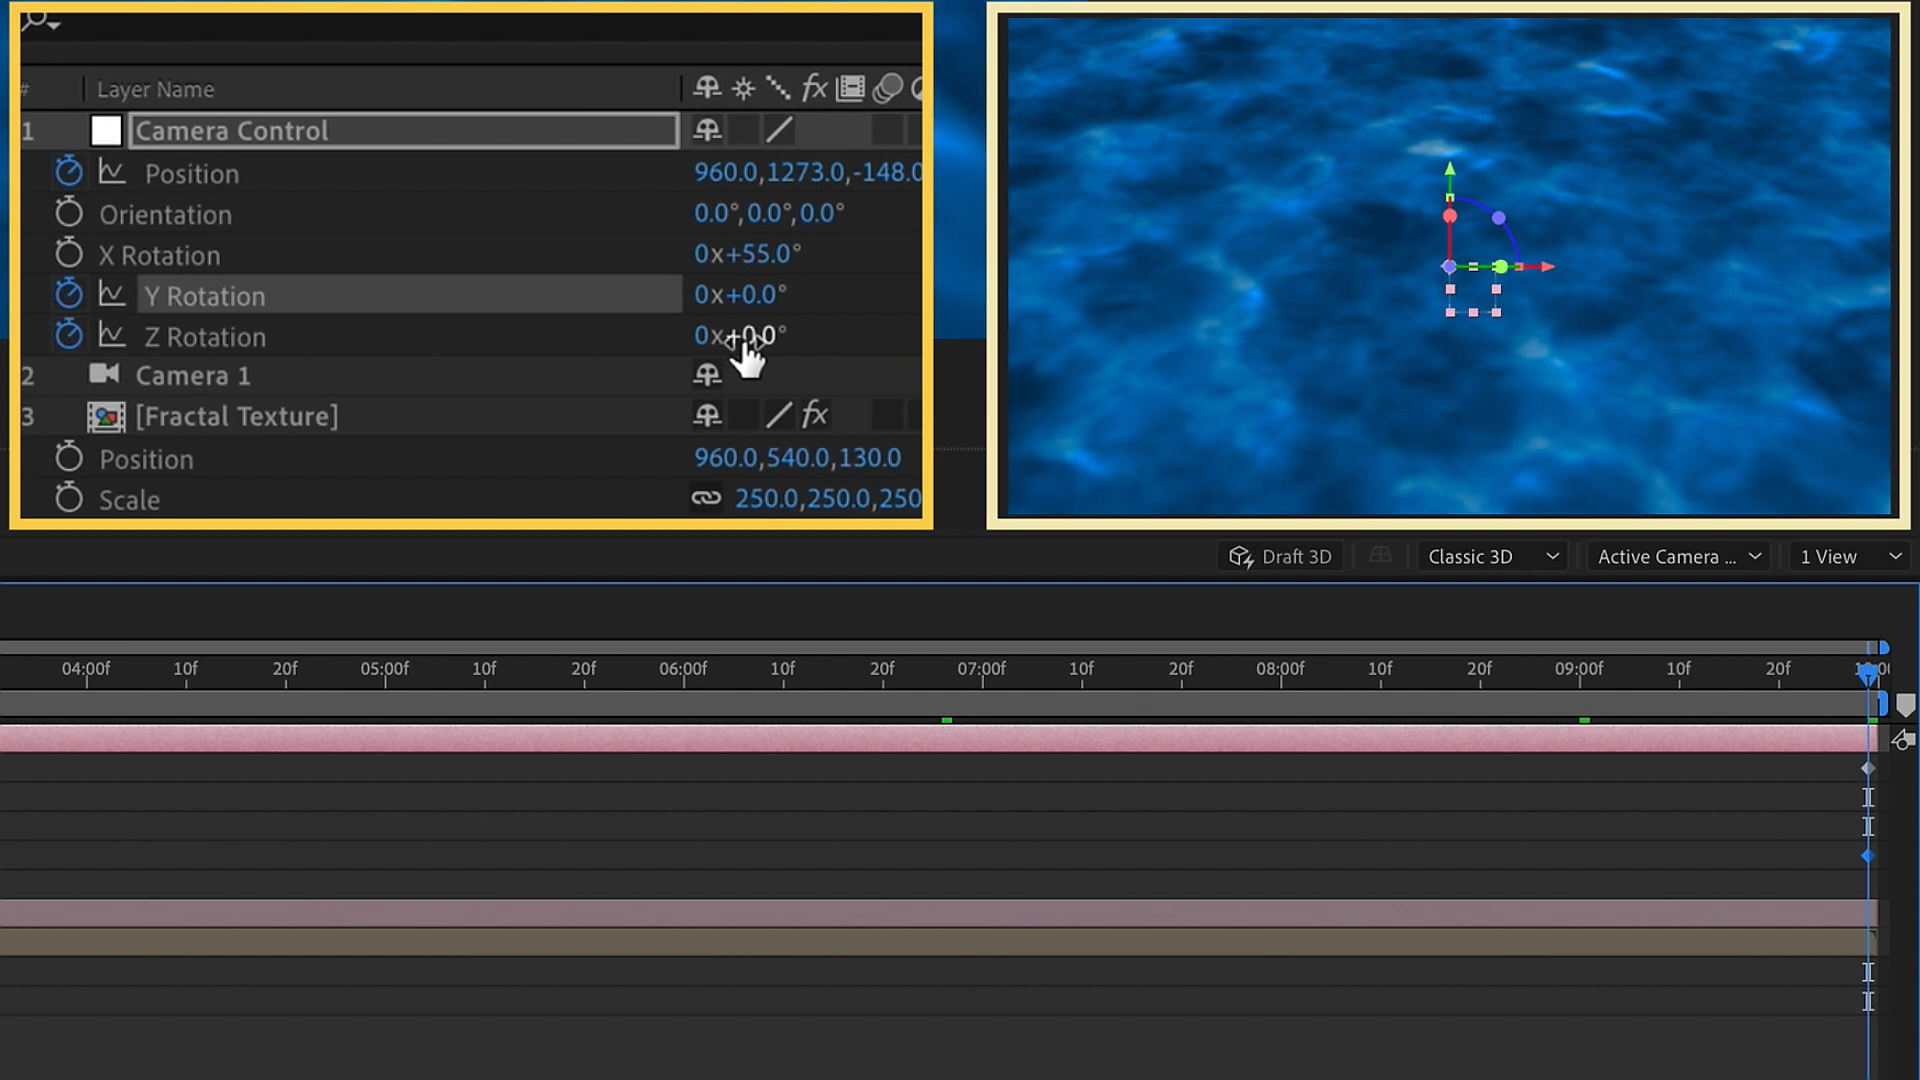 # Layer Name fx
1 Camera Control
Position 960.0,1273.0,-148.0
Orientation 0.0°,0.0°,0.0°
X Rotation 0x+55.0°
Y Rotation 0x+0.0°
Z Rotation 0x+0.0°
2 Camera 1
3 [Fractal Texture] fx
Position 960.0,540.0,130.0
Scale 250.0,250.0,250
Draft 3D Classic 3D Active Camera ... 1 View
04:00f 10f 20f 05:00f 10f 20f 06:00f 10f 20f 07:00f 10f 20f 08:00f 10f 20f 09:00f 10f 20f